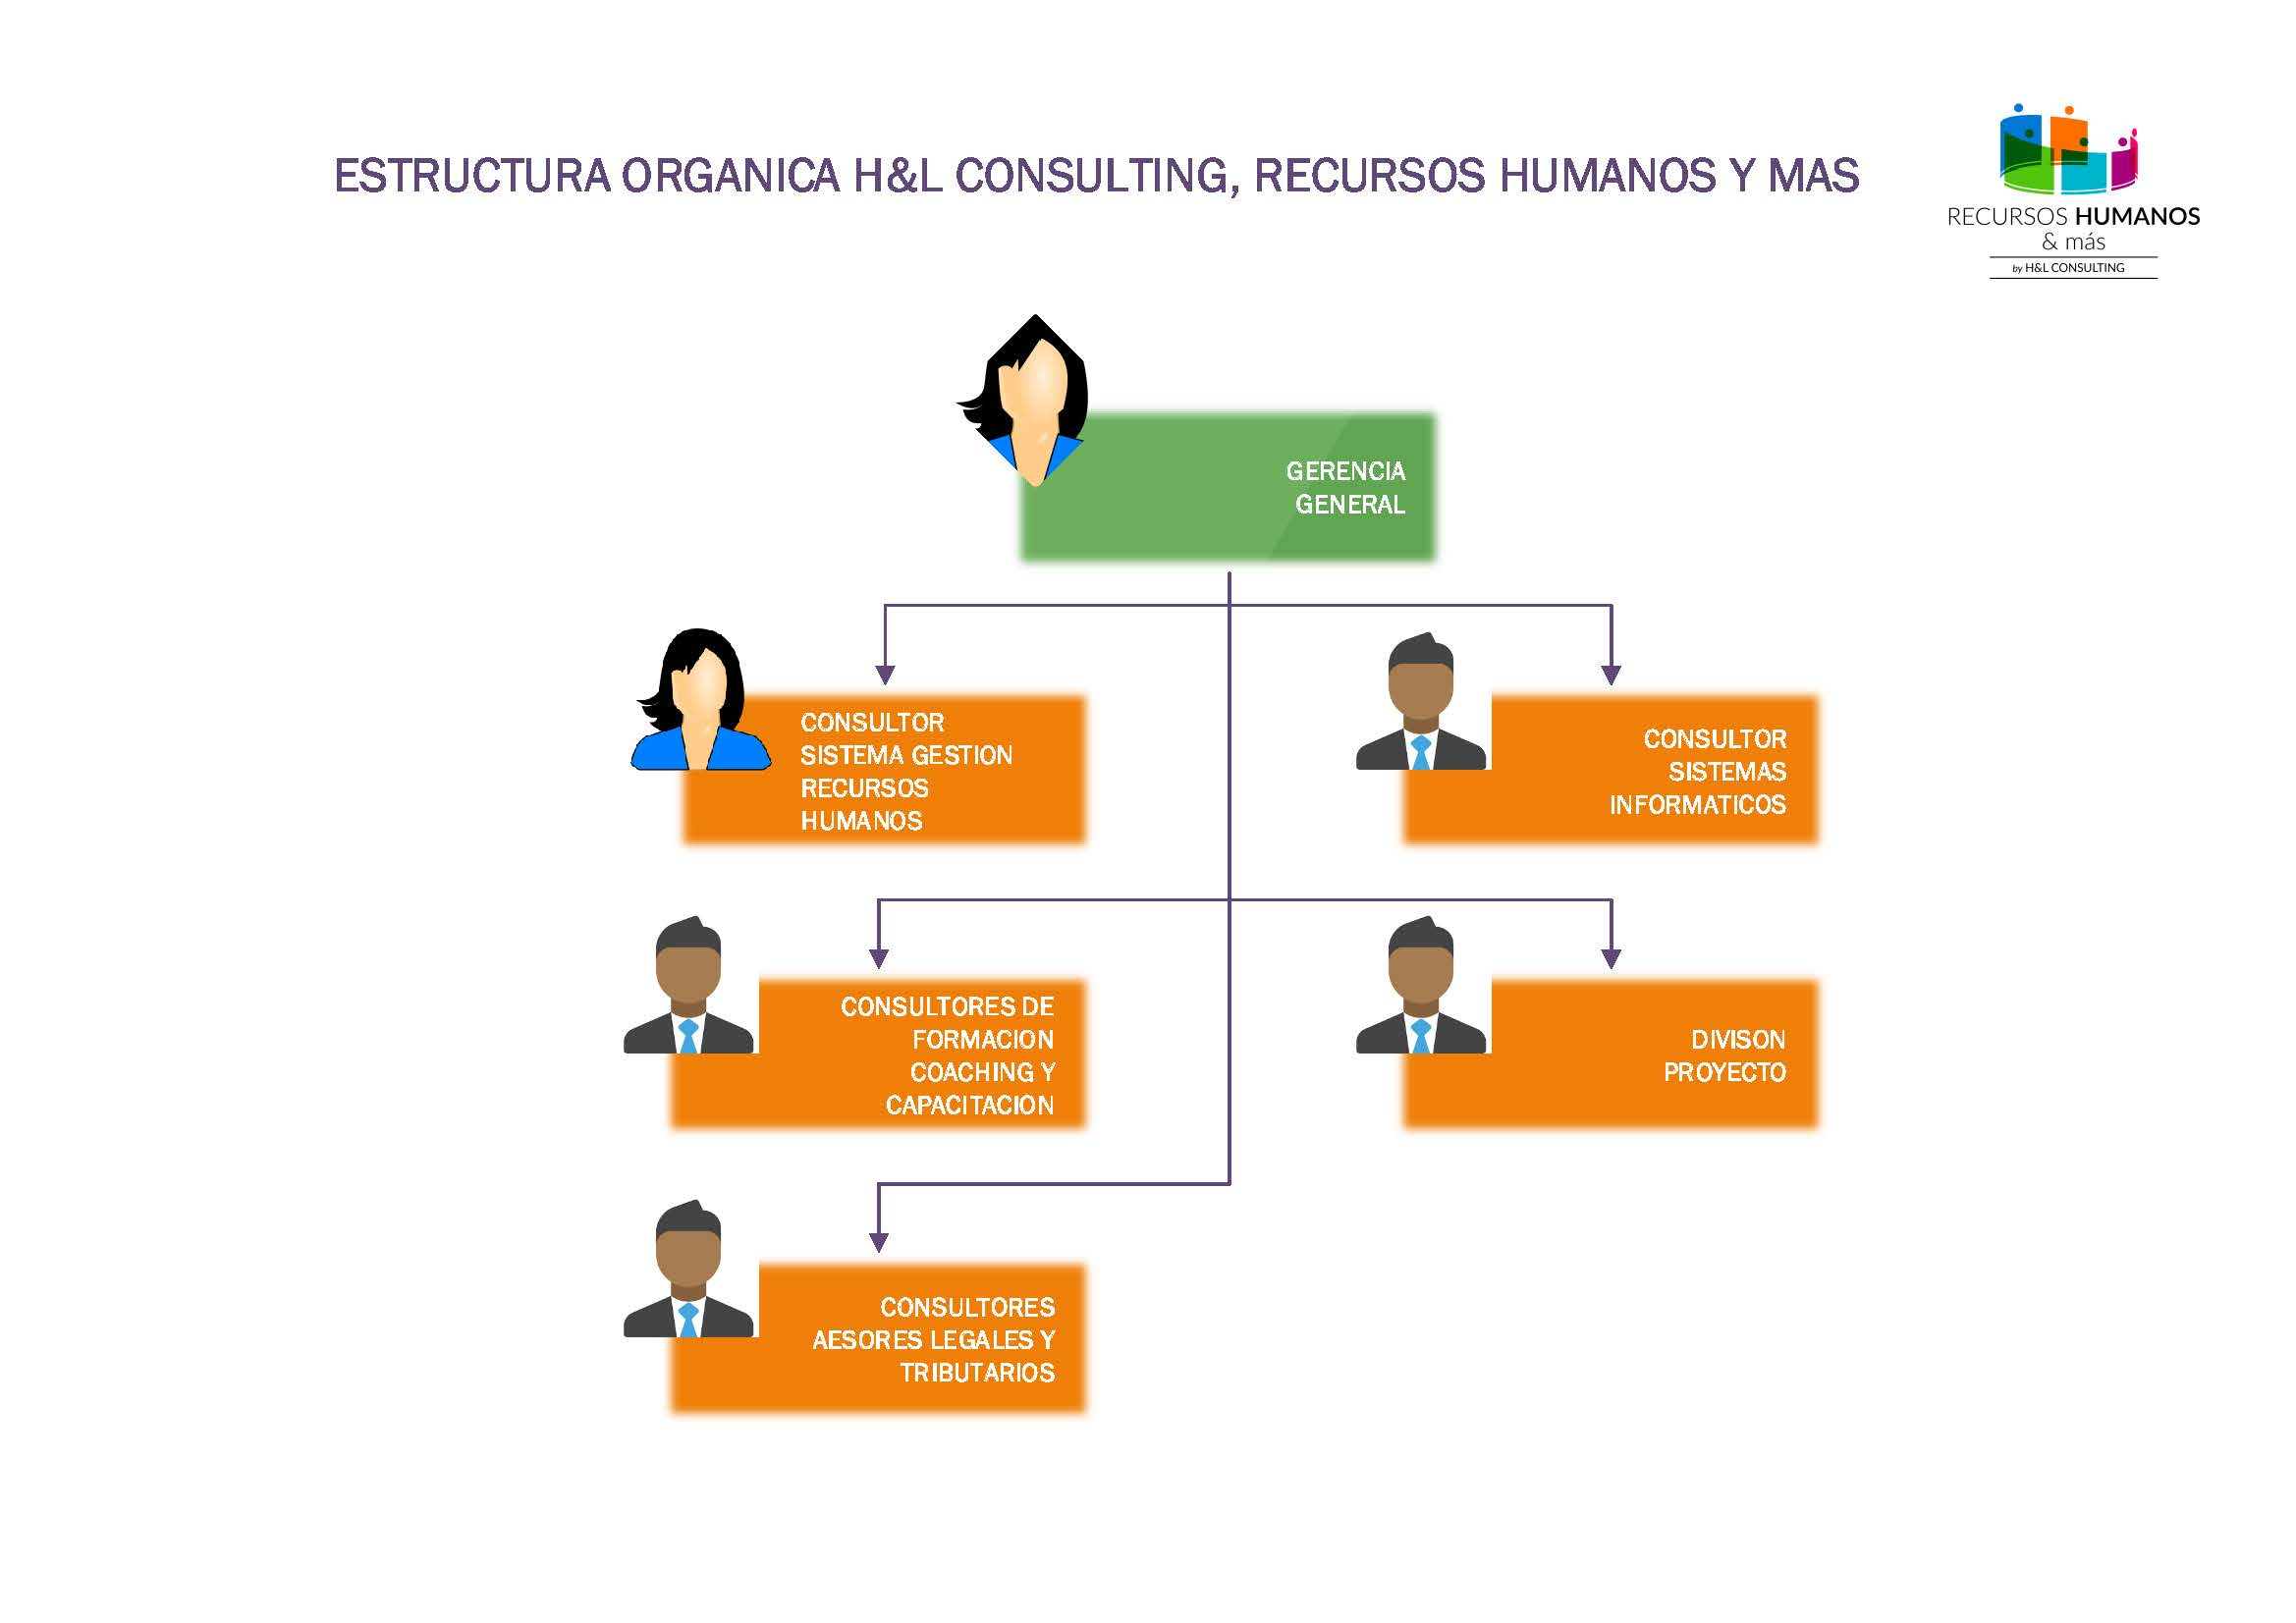 ESTRUCTURA ORGANICA H&L CONSULTING, RECURSOS HUMANOS Y MAS
RECURSOS HUMANOS
& más
by H&L CONSULTING
GERENCIA
GENERAL
CONSULTOR
SISTEMA GESTION
RECURSOS
HUMANOS
CONSULTOR
SISTEMAS
INFORMATICOS
CONSULTORES DE
FORMACION
COACHING Y
CAPACITACION
DIVISON
PROYECTO
CONSULTORES
AESORES LEGALES Y
TRIBUTARIOS